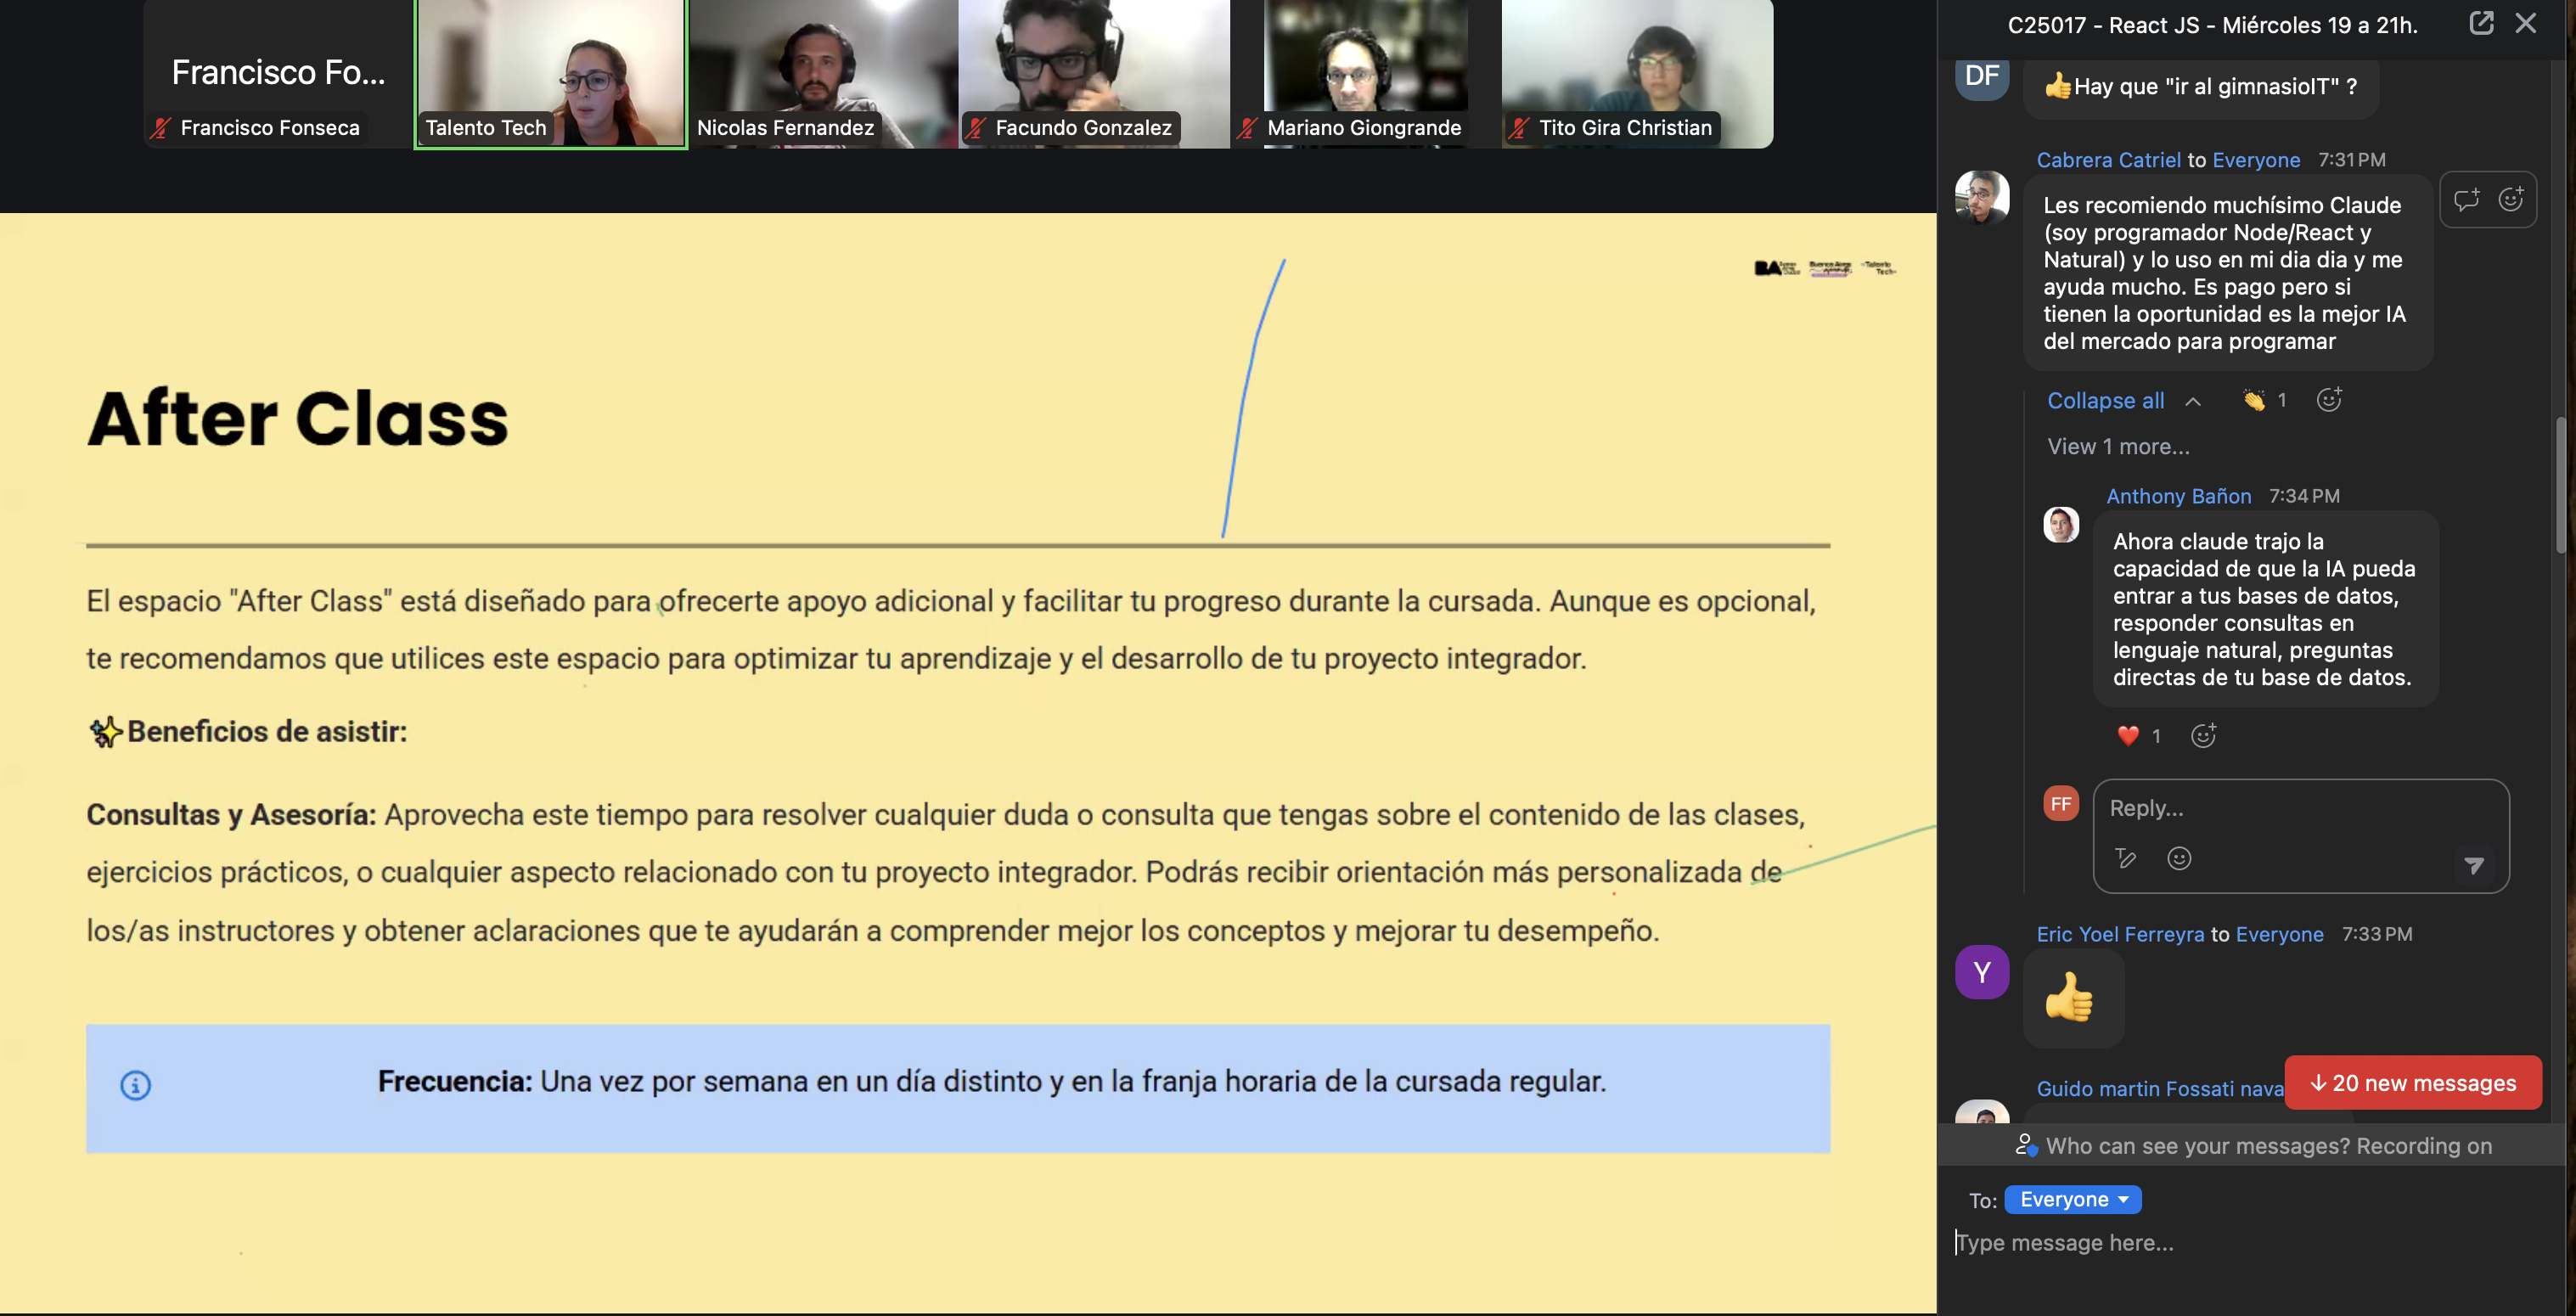 Francisco Fo...
Francisco Fonseca
Talento Tech
Nicolas Fernandez
Facundo Gonzalez
Mariano Giongrande
Tito Gira Christian
BA
After Class
El espacio "After Class" está diseñado para ofrecerte apoyo adicional y facilitar tu progreso durante la cursada. Aunque es opcional,
te recomendamos que utilices este espacio para optimizar tu aprendizaje y el desarrollo de tu proyecto integrador.
✨Beneficios de asistir:
Consultas y Asesoría: Aprovecha este tiempo para resolver cualquier duda o consulta que tengas sobre el contenido de las clases,
ejercicios prácticos, o cualquier aspecto relacionado con tu proyecto integrador. Podrás recibir orientación más personalizada de
los/as instructores y obtener aclaraciones que te ayudarán a comprender mejor los conceptos y mejorar tu desempeño.
Frecuencia: Una vez por semana en un día distinto y en la franja horaria de la cursada regular.
C25017 - React JS - Miércoles 19 a 21h.
DF
👍Hay que "ir al gimnasioIT" ?
Cabrera Catriel to Everyone 7:31 PM
Les recomiendo muchísimo Claude
(soy programador Node/React y
Natural) y lo uso en mi dia dia y me
ayuda mucho. Es pago pero si
tienen la oportunidad es la mejor IA
del mercado para programar
Collapse all 👏 1
View 1 more...
Anthony Bañon 7:34 PM
Ahora claude trajo la
capacidad de que la IA pueda
entrar a tus bases de datos,
responder consultas en
lenguaje natural, preguntas
directas de tu base de datos.
❤️ 1
FF
Reply...
Eric Yoel Ferreyra to Everyone 7:33 PM
Y
👍
Guido martin Fossati nava
↓ 20 new messages
Who can see your messages? Recording on
To: Everyone
Type message here...